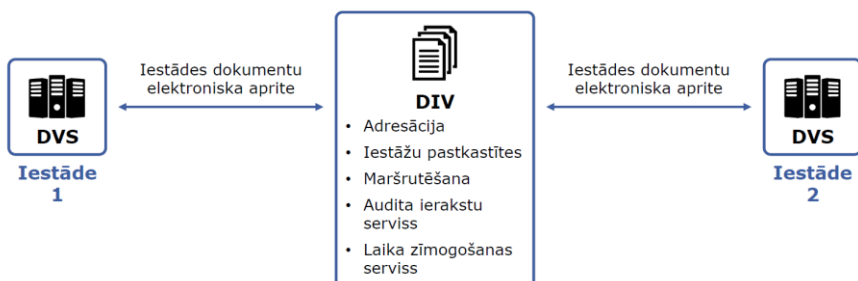 Iestādes dokumentu
elektroniska aprite
DVS
Iestāde
1
DIV
• Adresācija
• Iestāžu pastkastītes
• Maršrutēšana
• Audita ierakstu
serviss
• Laika zīmogošanas
serviss
Iestādes dokumentu
elektroniska aprite
DVS
Iestāde
2